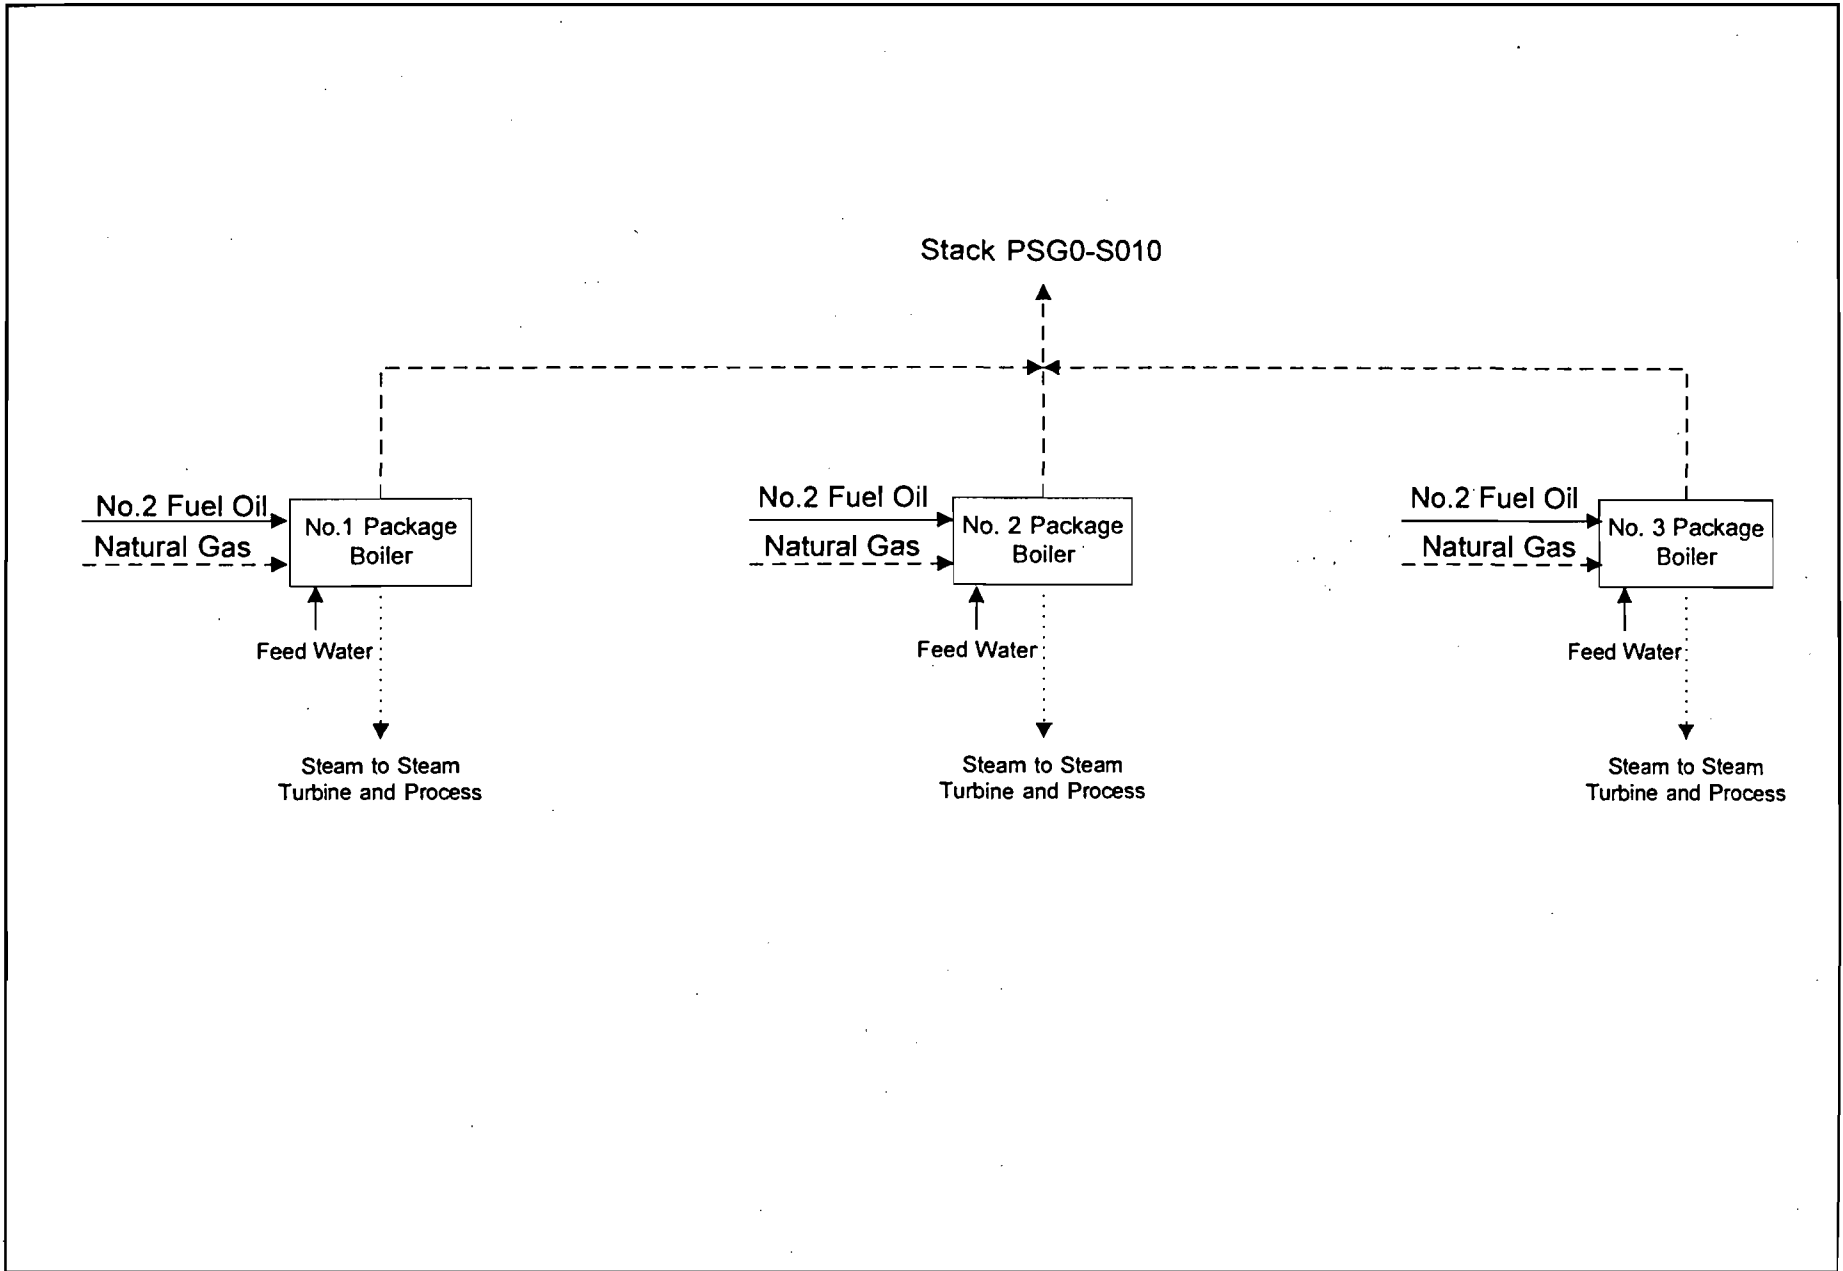 Stack PSG0-S010
No.2 Fuel Oil
Natural Gas
No.1 Package
Boiler
Feed Water
Steam to Steam
Turbine and Process
No.2 Fuel Oil
Natural Gas
No. 2 Package
Boiler
Feed Water
Steam to Steam
Turbine and Process
No.2 Fuel Oil
Natural Gas
No. 3 Package
Boiler
Feed Water
Steam to Steam
Turbine and Process